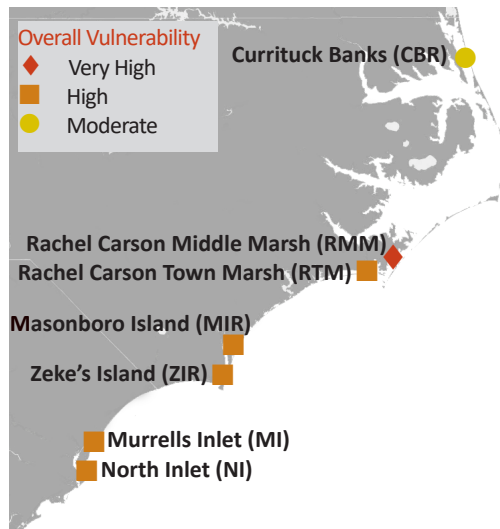 Overall Vulnerability
Very High
High
Moderate
Currituck Banks (CBR)
Rachel Carson Middle Marsh (RMM)
Rachel Carson Town Marsh (RTM)
Masonboro Island (MIR)
Zeke's Island (ZIR)
Murrells Inlet (MI)
North Inlet (NI)